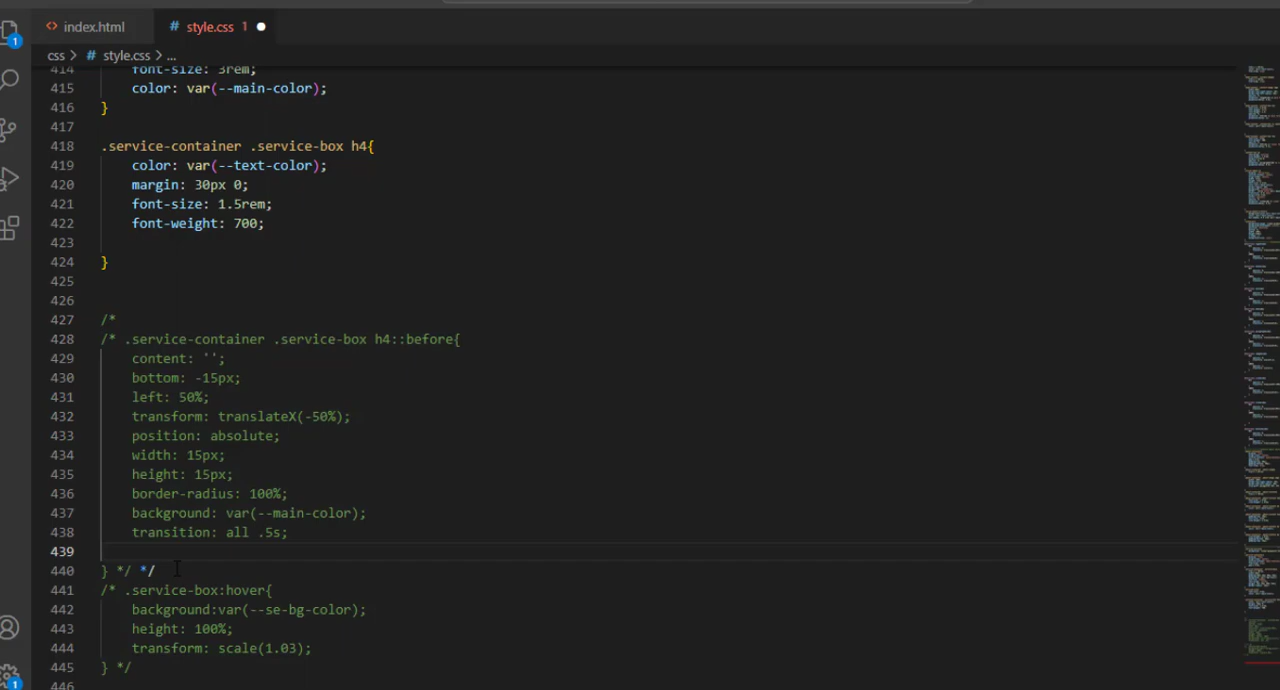 1
index.html
# style.css 1
css > # style.css > ...
414 font-size: 3rem;
415 color: var(--main-color);
416 }
417
418 .service-container .service-box h4{
419 color: var(--text-color);
420 margin: 30px 0;
421 font-size: 1.5rem;
422 font-weight: 700;
423
424 }
425
426
427 /*
428 /* .service-container .service-box h4::before{
429 content: '';
430 bottom: -15px;
431 left: 50%;
432 transform: translateX(-50%);
433 position: absolute;
434 width: 15px;
435 height: 15px;
436 border-radius: 100%;
437 background: var(--main-color);
438 transition: all .5s;
439
440 } */ */
441 /* .service-box:hover{
442 background:var(--se-bg-color);
443 height: 100%;
444 transform: scale(1.03);
445 } */
446
1